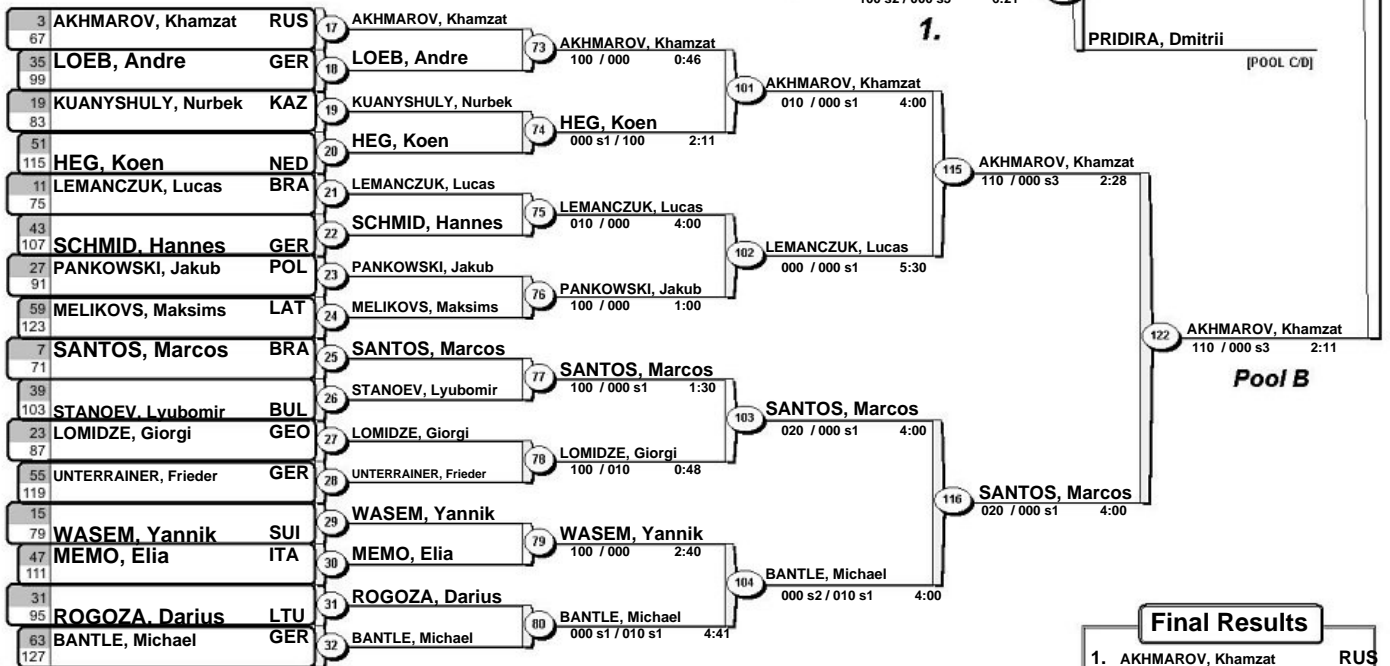 100 s2 / 000 s3 0:21
1.
PRIDIRA, Dmitrii
[POOL C/D]
3 AKHMAROV, Khamzat RUS
67
35 LOEB, Andre GER
99
19 KUANYSHULY, Nurbek KAZ
83
51
115 HEG, Koen NED
11 LEMANCZUK, Lucas BRA
75
43
107 SCHMID, Hannes GER
27 PANKOWSKI, Jakub POL
91
59 MELIKOVS, Maksims LAT
123
7 SANTOS, Marcos BRA
71
39
103 STANOEV, Lyubomir BUL
23 LOMIDZE, Giorgi GEO
87
55 UNTERRAINER, Frieder GER
119
15
79 WASEM, Yannik SUI
47 MEMO, Elia ITA
111
31
95 ROGOZA, Darius LTU
63 BANTLE, Michael GER
127
17 AKHMAROV, Khamzat
18 LOEB, Andre
19 KUANYSHULY, Nurbek
20 HEG, Koen
21 LEMANCZUK, Lucas
22 SCHMID, Hannes
23 PANKOWSKI, Jakub
24 MELIKOVS, Maksims
25 SANTOS, Marcos
26 STANOEV, Lyubomir
27 LOMIDZE, Giorgi
28 UNTERRAINER, Frieder
29 WASEM, Yannik
30 MEMO, Elia
31 ROGOZA, Darius
32 BANTLE, Michael
73 AKHMAROV, Khamzat
100 / 000 0:46
74 HEG, Koen
000 s1 / 100 2:11
75 LEMANCZUK, Lucas
010 / 000 4:00
76 PANKOWSKI, Jakub
100 / 000 1:00
77 SANTOS, Marcos
100 / 000 s1 1:30
78 LOMIDZE, Giorgi
100 / 010 0:48
79 WASEM, Yannik
100 / 000 2:40
80 BANTLE, Michael
000 s1 / 010 s1 4:41
101 AKHMAROV, Khamzat
010 / 000 s1 4:00
102 LEMANCZUK, Lucas
000 / 000 s1 5:30
103 SANTOS, Marcos
020 / 000 s1 4:00
104 BANTLE, Michael
000 s2 / 010 s1 4:00
115 AKHMAROV, Khamzat
110 / 000 s3 2:28
116 SANTOS, Marcos
020 / 000 s1 4:00
122 AKHMAROV, Khamzat
110 / 000 s3 2:11
Pool B
Final Results
1. AKHMAROV, Khamzat RUS